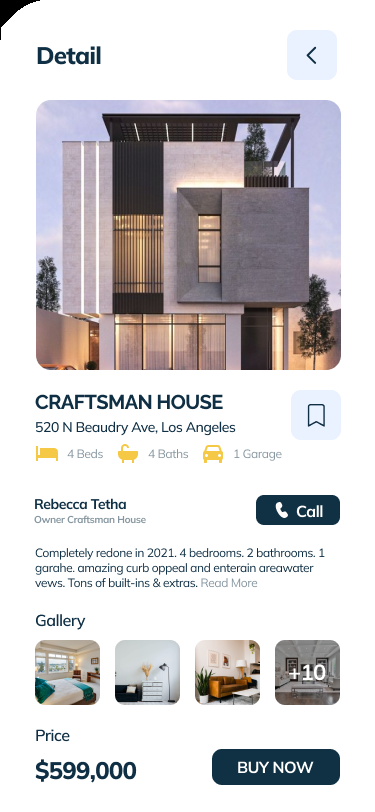 Detail
CRAFTSMAN HOUSE
520 N Beaudry Ave, Los Angeles
4 Beds 4 Baths 1 Garage
Rebecca Tetha
Owner Craftsman House
Call
Completely redone in 2021. 4 bedrooms. 2 bathrooms. 1
garahe. amazing curb oppeal and enterain areawater
vews. Tons of built-ins & extras. Read More
Gallery
+10
Price
$599,000
BUY NOW